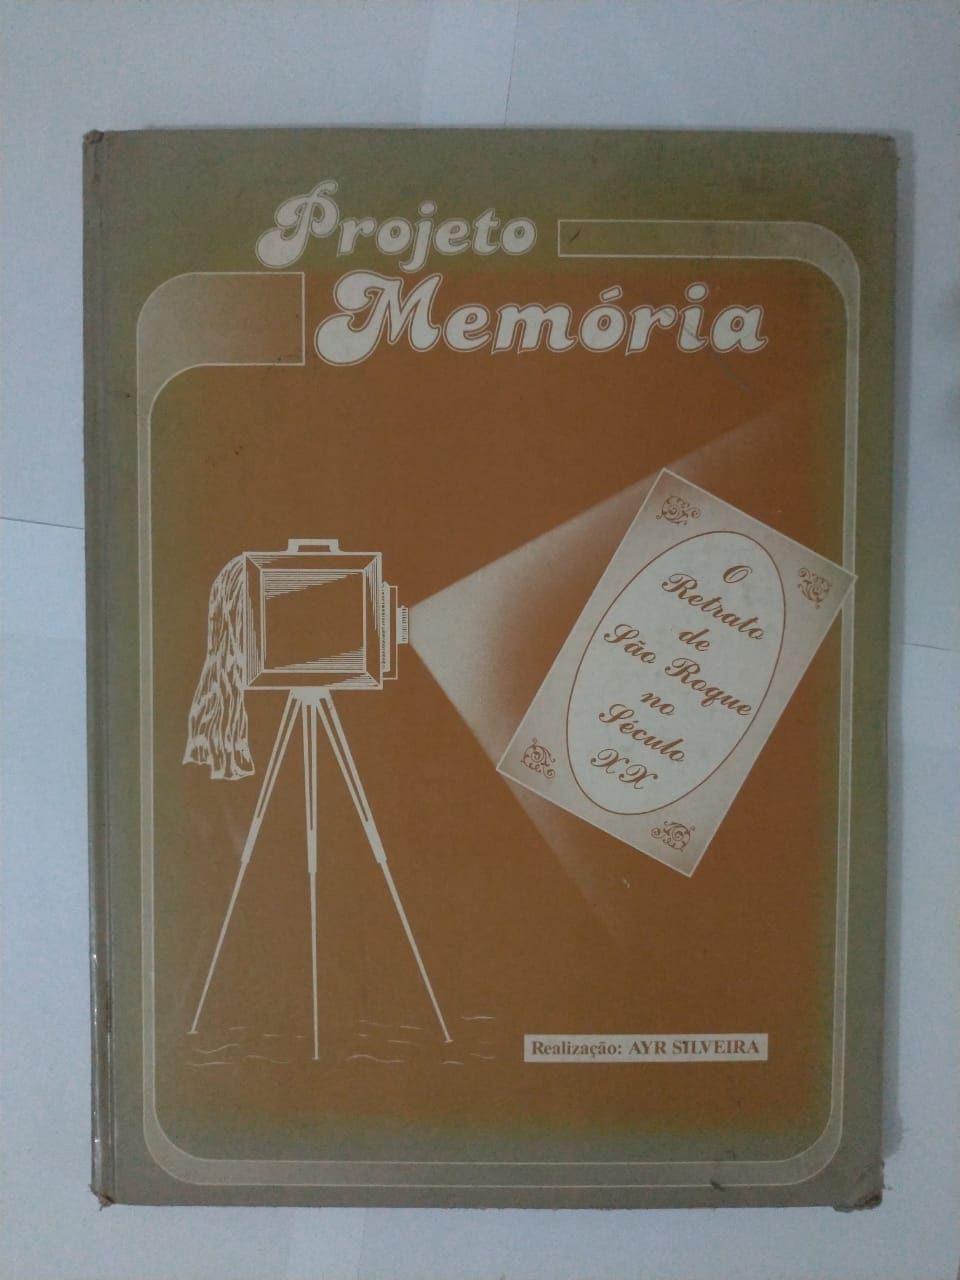 Projeto
Memória
O
Retrato
de
São Roque
no
Século
XX
Realização: AYR SILVEIRA